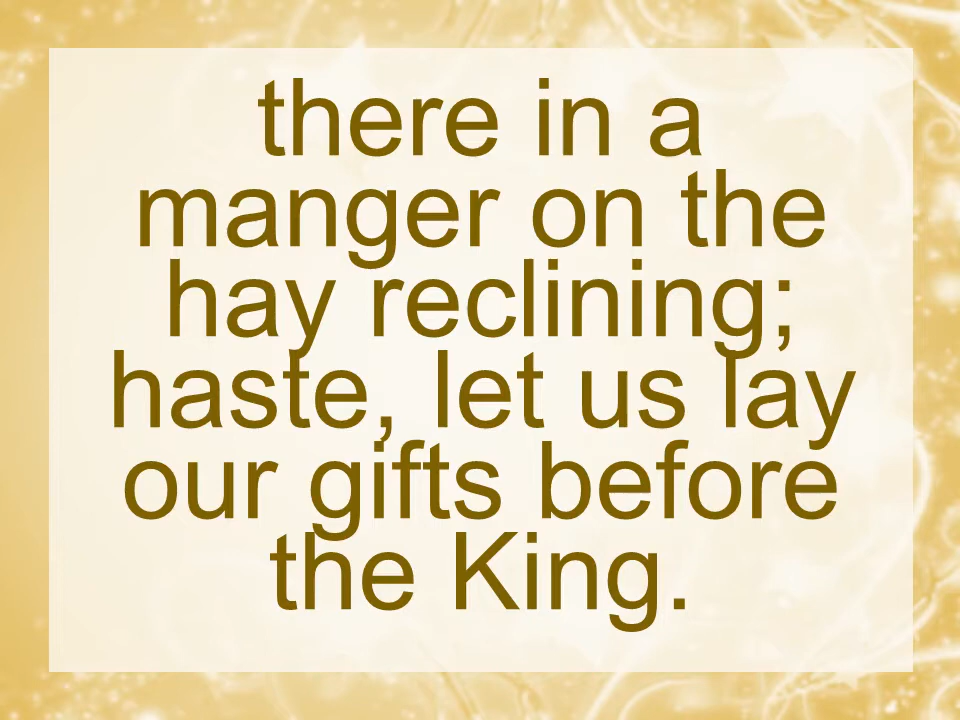 there in a
manger on the
hay reclining;
haste, let us lay
our gifts before
the King.